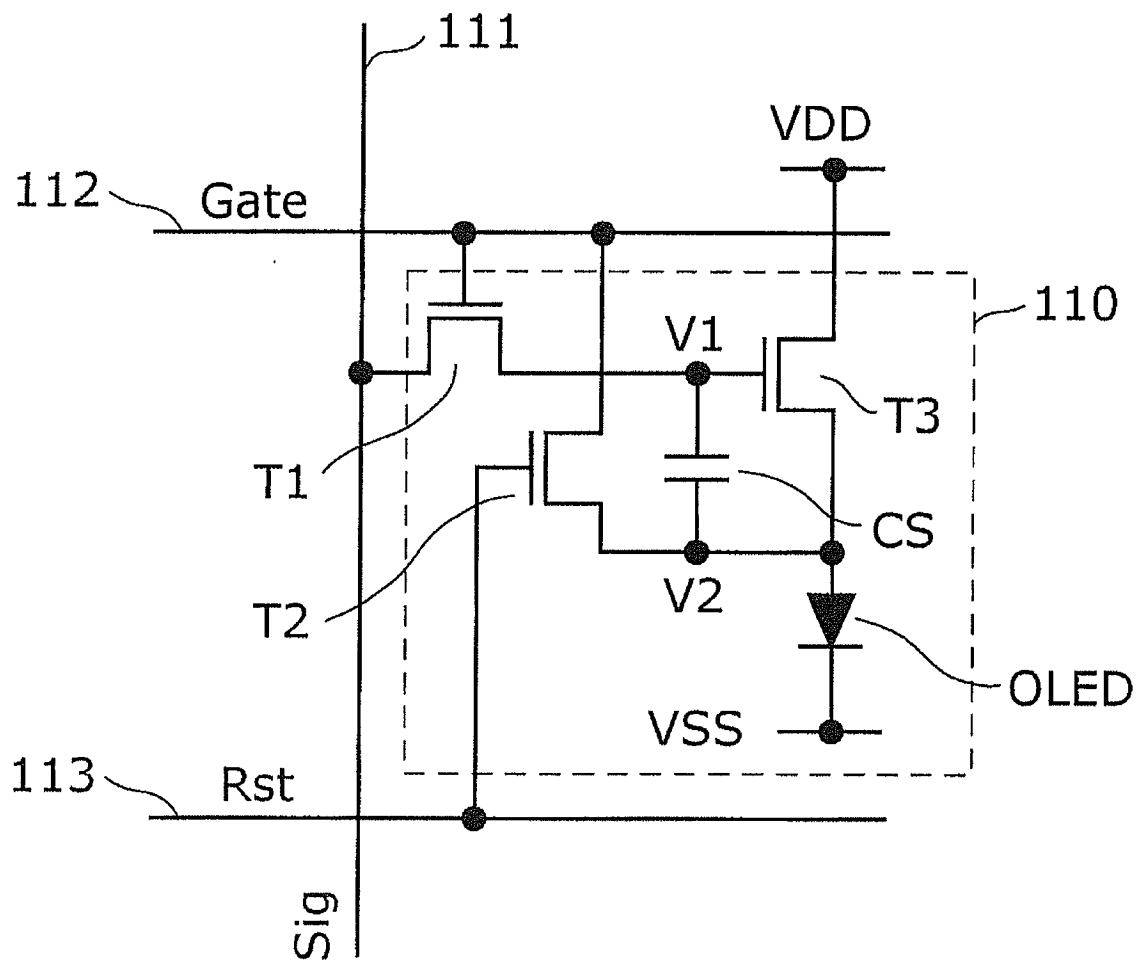 111
VDD
112
Gate
110
V1
T3
T1
CS
T2
V2
OLED
VSS
113
Rst
Sig